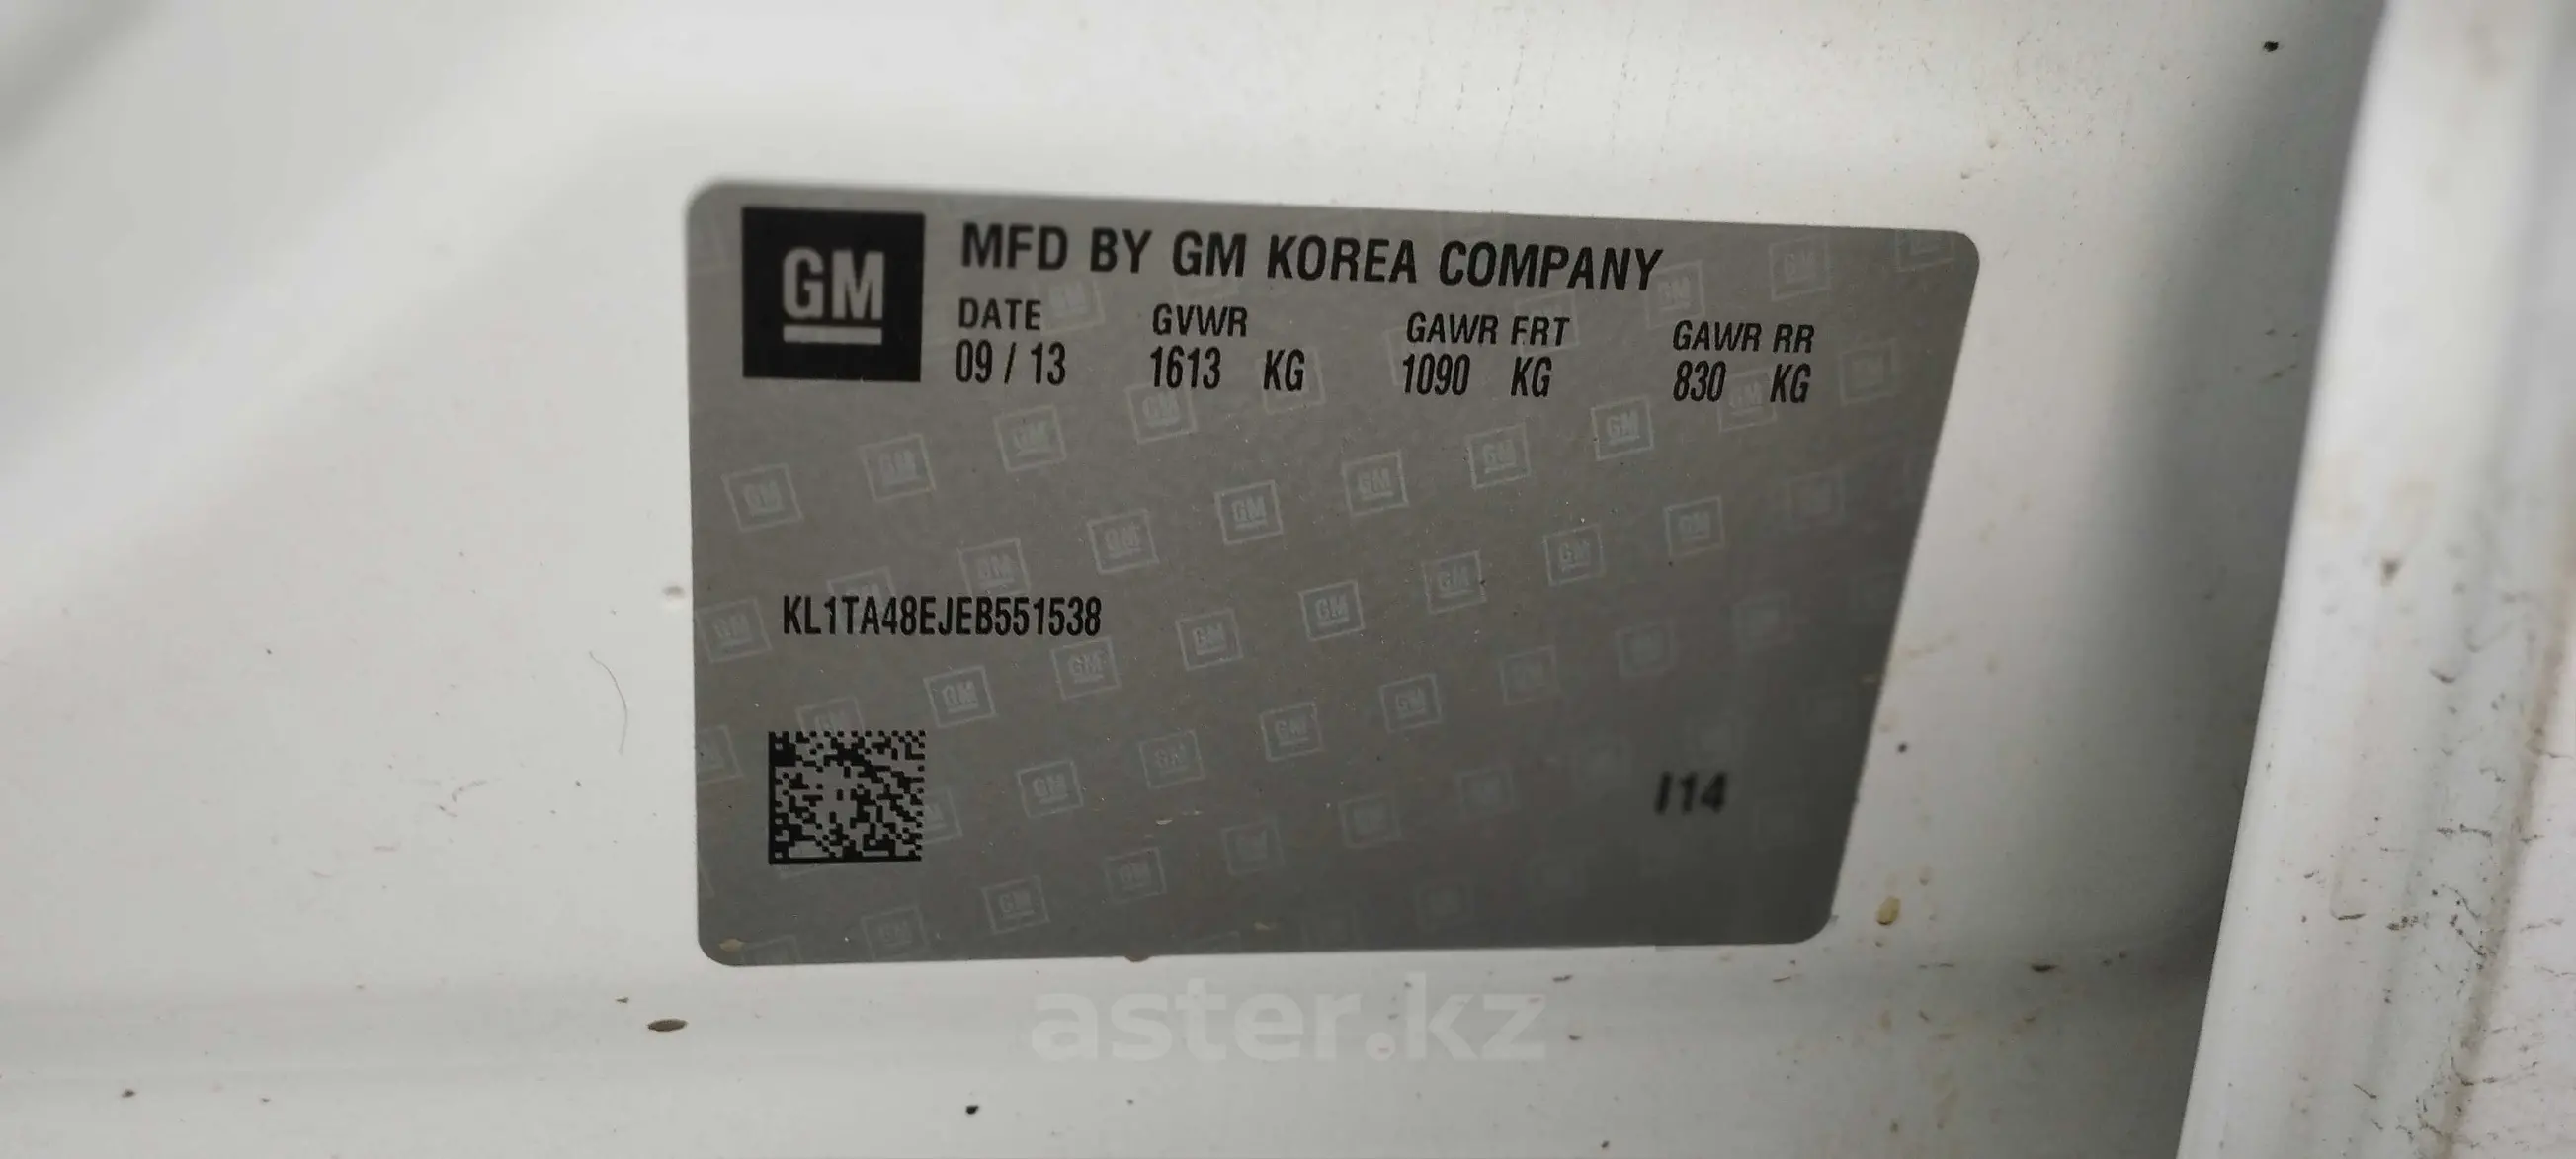 GM
MFD BY GM KOREA COMPANY
DATE GVWR GAWR FRT GAWR RR
09 / 13 1613 KG 1090 KG 830 KG
KL1TA48EJEB551538
I14
aster.kz